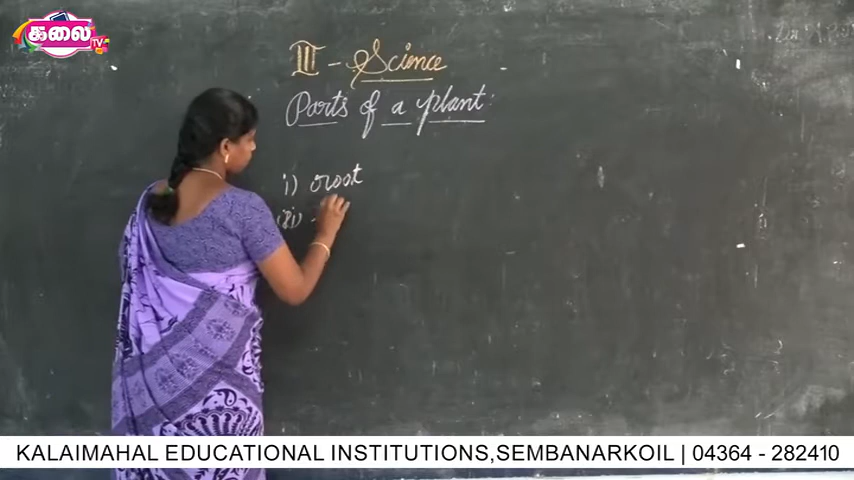 கலை TV
III - Science
Parts of a plant:
i) root
ii) -
KALAIMAHAL EDUCATIONAL INSTITUTIONS,SEMBANARKOIL | 04364 - 282410